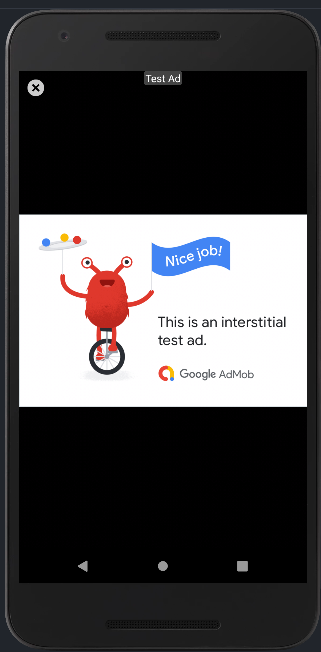 Test Ad
Nice job!
This is an interstitial
test ad.
Google AdMob